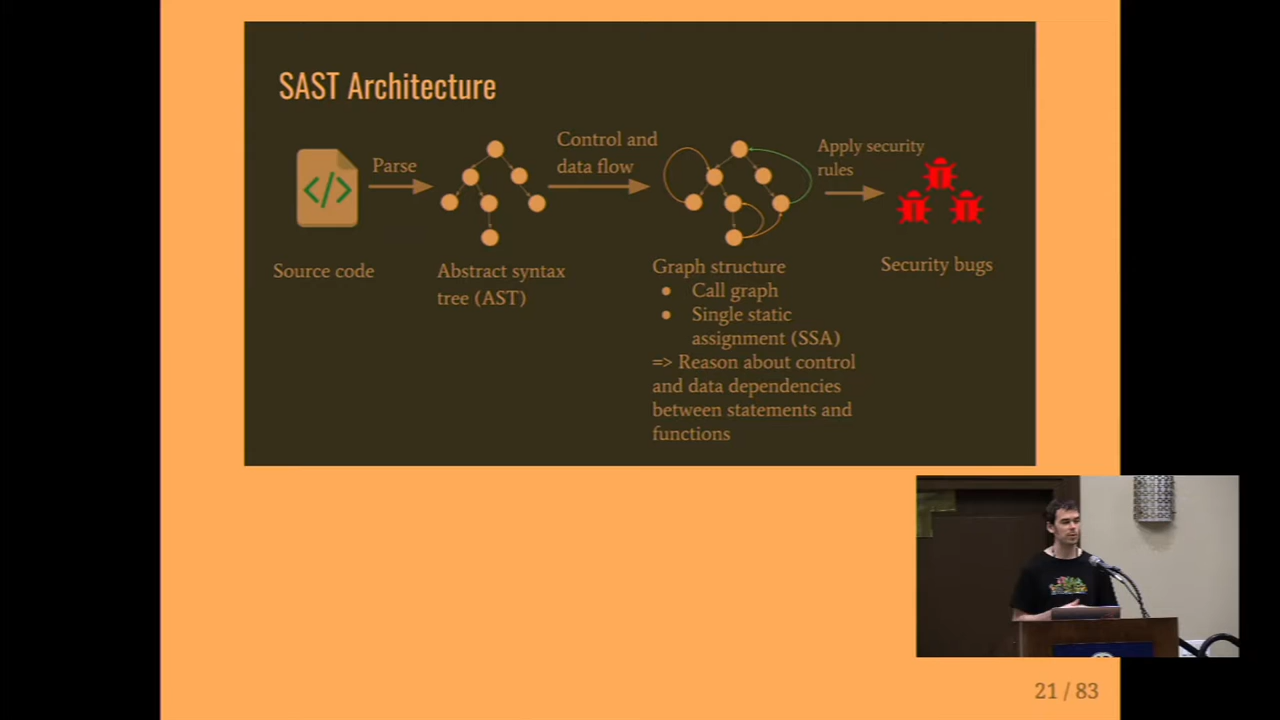 SAST Architecture
Parse
Control and
data flow
Apply security
rules
</>
Source code
Abstract syntax
tree (AST)
Graph structure
● Call graph
● Single static
assignment (SSA)
=> Reason about control
and data dependencies
between statements and
functions
Security bugs
21 / 83